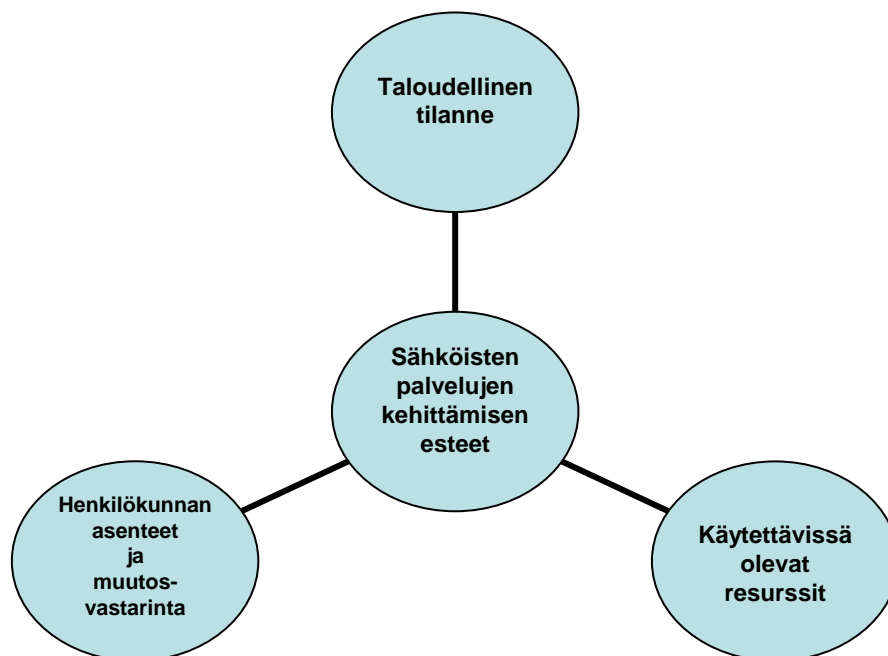 Taloudellinen
tilanne
Sähköisten
palvelujen
kehittämisen
esteet
Henkilökunnan
asenteet
ja
muutos-
vastarinta
Käytettävissä
olevat
resurssit